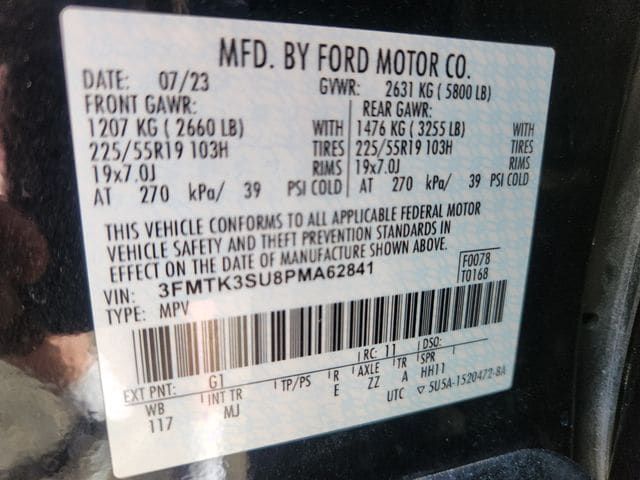 MFD. BY FORD MOTOR CO.
DATE: 07/23 GVWR: 2631 KG ( 5800 LB)
FRONT GAWR: REAR GAWR:
1207 KG ( 2660 LB) WITH 1476 KG ( 3255 LB) WITH
225/55R19 103H TIRES 225/55R19 103H TIRES
19x7.0J RIMS 19x7.0J RIMS
AT 270 kPa/ 39 PSI COLD AT 270 kPa/ 39 PSI COLD
THIS VEHICLE CONFORMS TO ALL APPLICABLE FEDERAL MOTOR
VEHICLE SAFETY AND THEFT PREVENTION STANDARDS IN
EFFECT ON THE DATE OF MANUFACTURE SHOWN ABOVE.
VIN: 3FMTK3SU8PMA62841 F0078
TYPE: MPV T0168
RC: 11 DSO:
EXT PNT: G1 TP/PS R AXLE TR SPR
WB INT TR E ZZ A HH11
117 MJ UTC ▽ 5U5A-1520472-BA